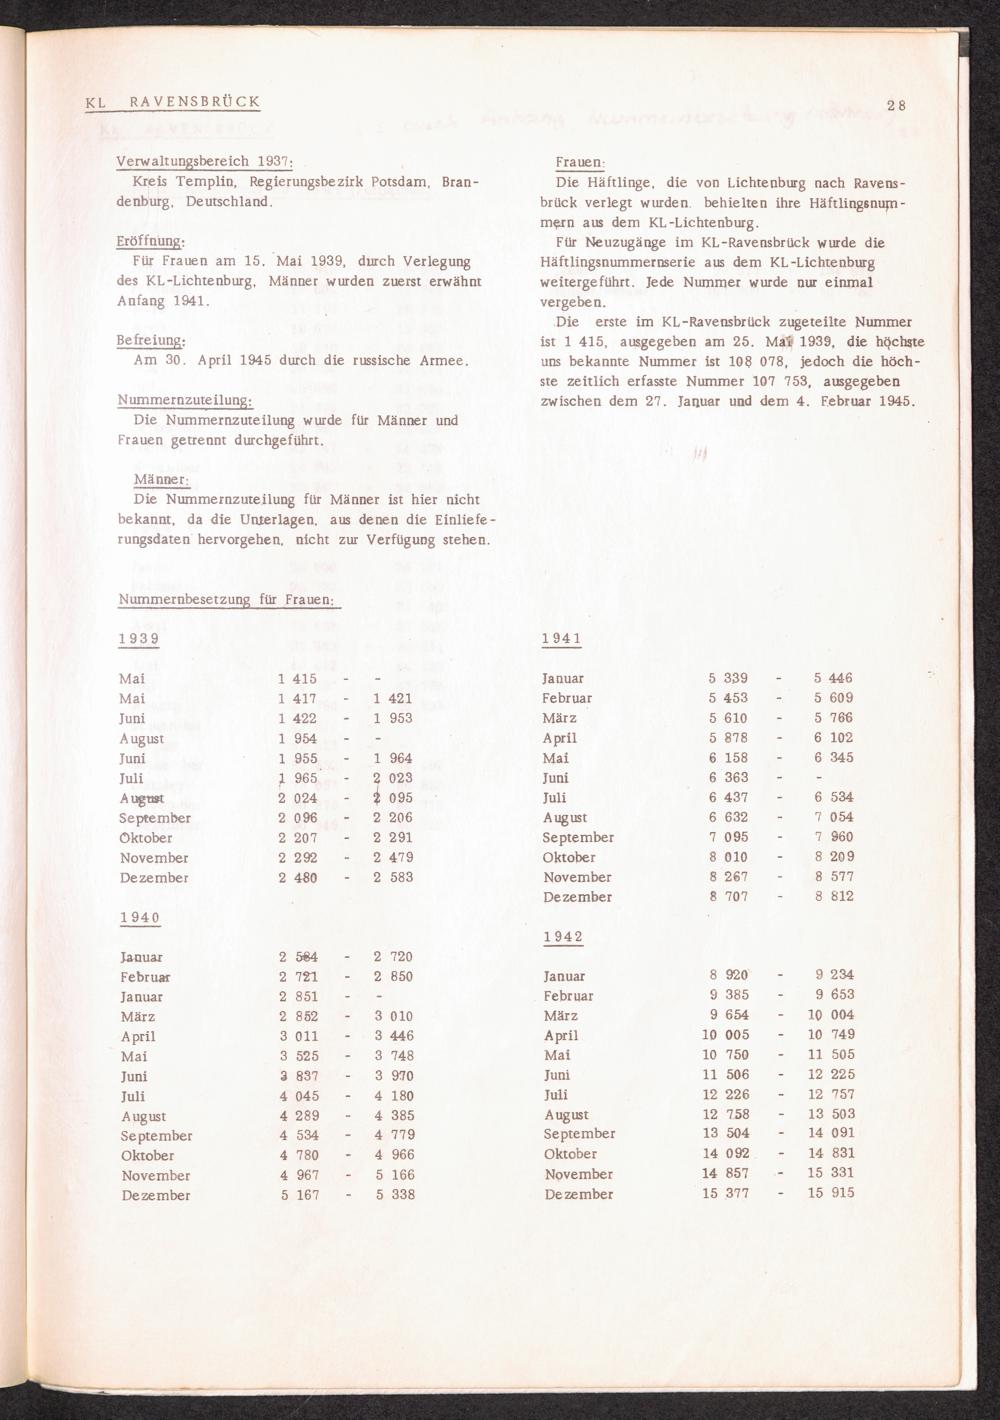 KL RAVENSBRÜCK
28
Verwaltungsbereich 1937:
Kreis Templin, Regierungsbezirk Potsdam, Bran-
denburg, Deutschland.
Eröffnung:
Für Frauen am 15. Mai 1939, durch Verlegung
des KL-Lichtenburg, Männer wurden zuerst erwähnt
Anfang 1941.
Befreiung:
Am 30. April 1945 durch die russische Armee.
Nummernzuteilung:
Die Nummernzuteilung wurde für Männer und
Frauen getrennt durchgeführt.
Männer:
Die Nummernzuteilung für Männer ist hier nicht
bekannt, da die Unterlagen, aus denen die Einliefe-
rungsdaten hervorgehen, nicht zur Verfügung stehen.
Frauen:
Die Häftlinge, die von Lichtenburg nach Ravens-
brück verlegt wurden, behielten ihre Häftlingsnum-
mern aus dem KL-Lichtenburg.
Für Neuzugänge im KL-Ravensbrück wurde die
Häftlingsnummernserie aus dem KL-Lichtenburg
weitergeführt. Jede Nummer wurde nur einmal
vergeben.
Die erste im KL-Ravensbrück zugeteilte Nummer
ist 1 415, ausgegeben am 25. Mai 1939, die höchste
uns bekannte Nummer ist 108 078, jedoch die höch-
ste zeitlich erfasste Nummer 107 753, ausgegeben
zwischen dem 27. Januar und dem 4. Februar 1945.
Nummernbesetzung für Frauen:
1939
Mai 1 415 - -
Mai 1 417 - 1 421
Juni 1 422 - 1 953
August 1 954 - -
Juni 1 955 - 1 964
Juli 1 965 - 2 023
August 2 024 - 2 095
September 2 096 - 2 206
Oktober 2 207 - 2 291
November 2 292 - 2 479
Dezember 2 480 - 2 583
1940
Januar 2 584 - 2 720
Februar 2 721 - 2 850
Januar 2 851 - -
März 2 852 - 3 010
April 3 011 - 3 446
Mai 3 525 - 3 748
Juni 3 837 - 3 970
Juli 4 045 - 4 180
August 4 289 - 4 385
September 4 534 - 4 779
Oktober 4 780 - 4 966
November 4 967 - 5 166
Dezember 5 167 - 5 338
1941
Januar 5 339 - 5 446
Februar 5 453 - 5 609
März 5 610 - 5 766
April 5 878 - 6 102
Mai 6 158 - 6 345
Juni 6 363 - -
Juli 6 437 - 6 534
August 6 632 - 7 054
September 7 095 - 7 960
Oktober 8 010 - 8 209
November 8 267 - 8 577
Dezember 8 707 - 8 812
1942
Januar 8 920 - 9 234
Februar 9 385 - 9 653
März 9 654 - 10 004
April 10 005 - 10 749
Mai 10 750 - 11 505
Juni 11 506 - 12 225
Juli 12 226 - 12 757
August 12 758 - 13 503
September 13 504 - 14 091
Oktober 14 092 - 14 831
November 14 857 - 15 331
Dezember 15 377 - 15 915